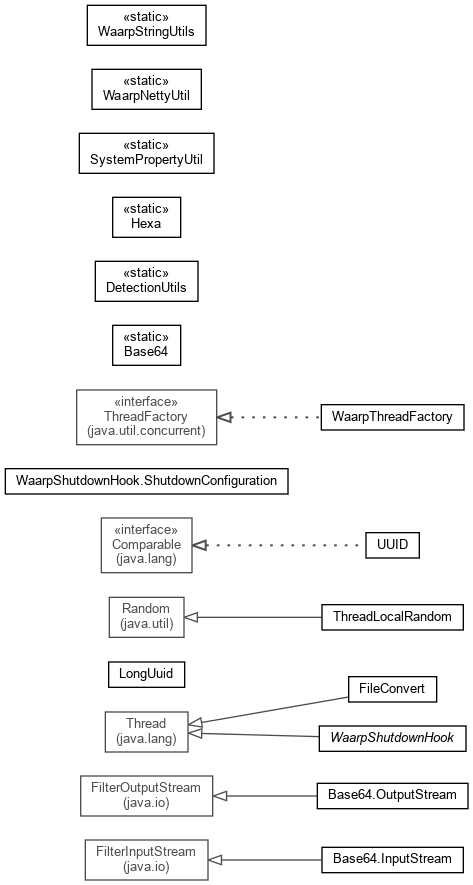 «static»
WaarpStringUtils
«static»
WaarpNettyUtil
«static»
SystemPropertyUtil
«static»
Hexa
«static»
DetectionUtils
«static»
Base64
«interface»
ThreadFactory
(java.util.concurrent)
WaarpThreadFactory
WaarpShutdownHook.ShutdownConfiguration
«interface»
Comparable
(java.lang)
UUID
Random
(java.util)
ThreadLocalRandom
LongUuid
FileConvert
Thread
(java.lang)
WaarpShutdownHook
FilterOutputStream
(java.io)
Base64.OutputStream
FilterInputStream
(java.io)
Base64.InputStream